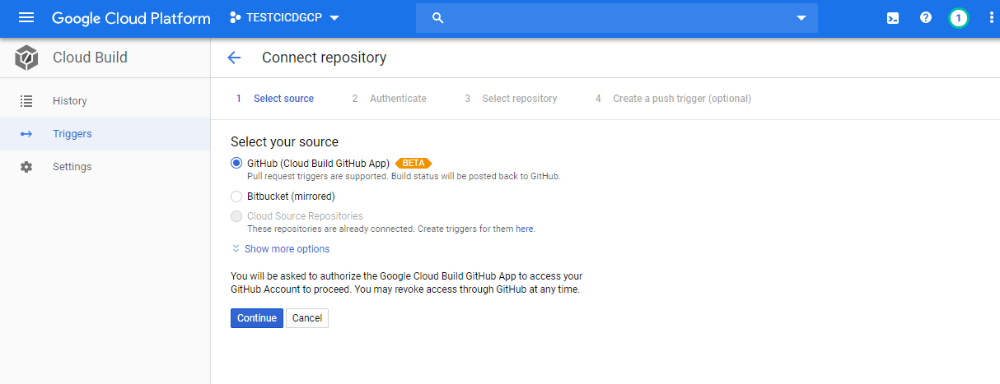 Google Cloud Platform TESTCICDGCP 1
Cloud Build
Connect repository
History
Triggers
Settings
1 Select source 2 Authenticate 3 Select repository 4 Create a push trigger (optional)
Select your source
GitHub (Cloud Build GitHub App) BETA
Pull request triggers are supported. Build status will be posted back to GitHub.
Bitbucket (mirrored)
Cloud Source Repositories
These repositories are already connected. Create triggers for them here.
Show more options
You will be asked to authorize the Google Cloud Build GitHub App to access your
GitHub Account to proceed. You may revoke access through GitHub at any time.
Continue Cancel